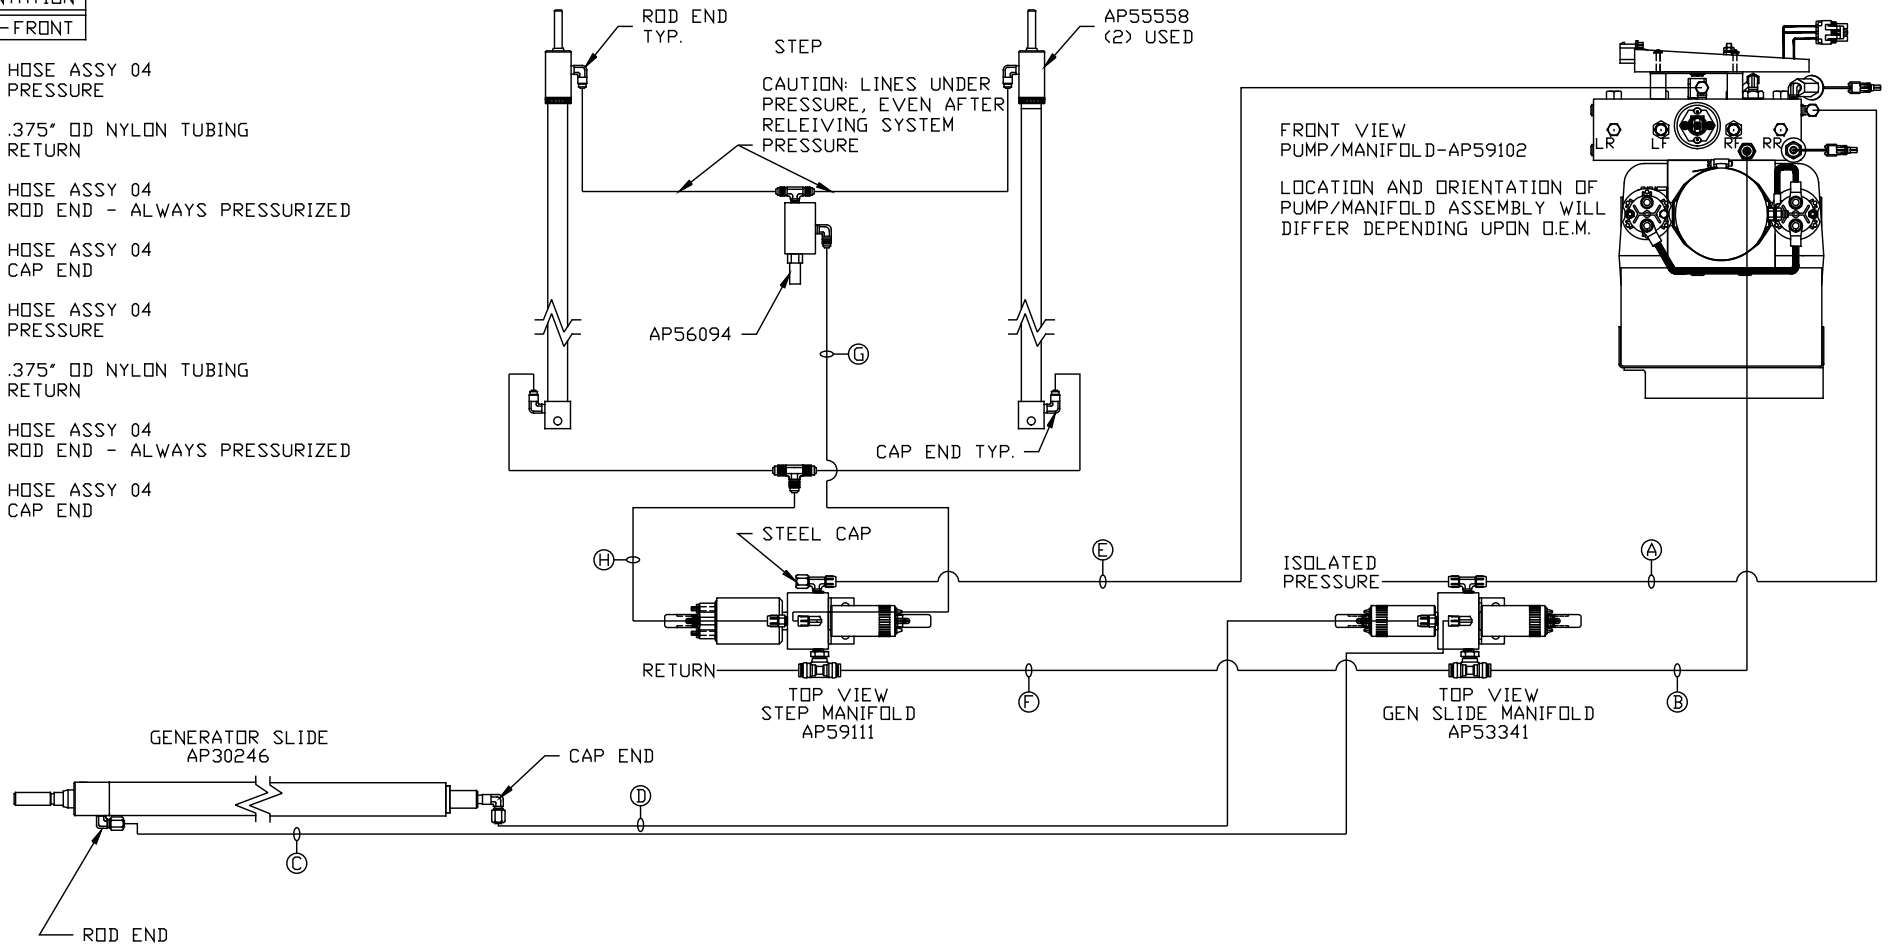 -FRONT
HOSE ASSY 04
PRESSURE
.375" OD NYLON TUBING
RETURN
HOSE ASSY 04
ROD END - ALWAYS PRESSURIZED
HOSE ASSY 04
CAP END
HOSE ASSY 04
PRESSURE
.375" OD NYLON TUBING
RETURN
HOSE ASSY 04
ROD END - ALWAYS PRESSURIZED
HOSE ASSY 04
CAP END
ROD END
TYP.
STEP
CAUTION: LINES UNDER
PRESSURE, EVEN AFTER
RELEIVING SYSTEM
PRESSURE
AP55558
(2) USED
AP56094
G
CAP END TYP.
FRONT VIEW
PUMP/MANIFOLD-AP59102
LOCATION AND ORIENTATION OF
PUMP/MANIFOLD ASSEMBLY WILL
DIFFER DEPENDING UPON O.E.M.
LR LF RF RR
H
STEEL CAP
E
ISOLATED
PRESSURE
A
RETURN
F
B
TOP VIEW
STEP MANIFOLD
AP59111
TOP VIEW
GEN SLIDE MANIFOLD
AP53341
GENERATOR SLIDE
AP30246
CAP END
D
C
ROD END